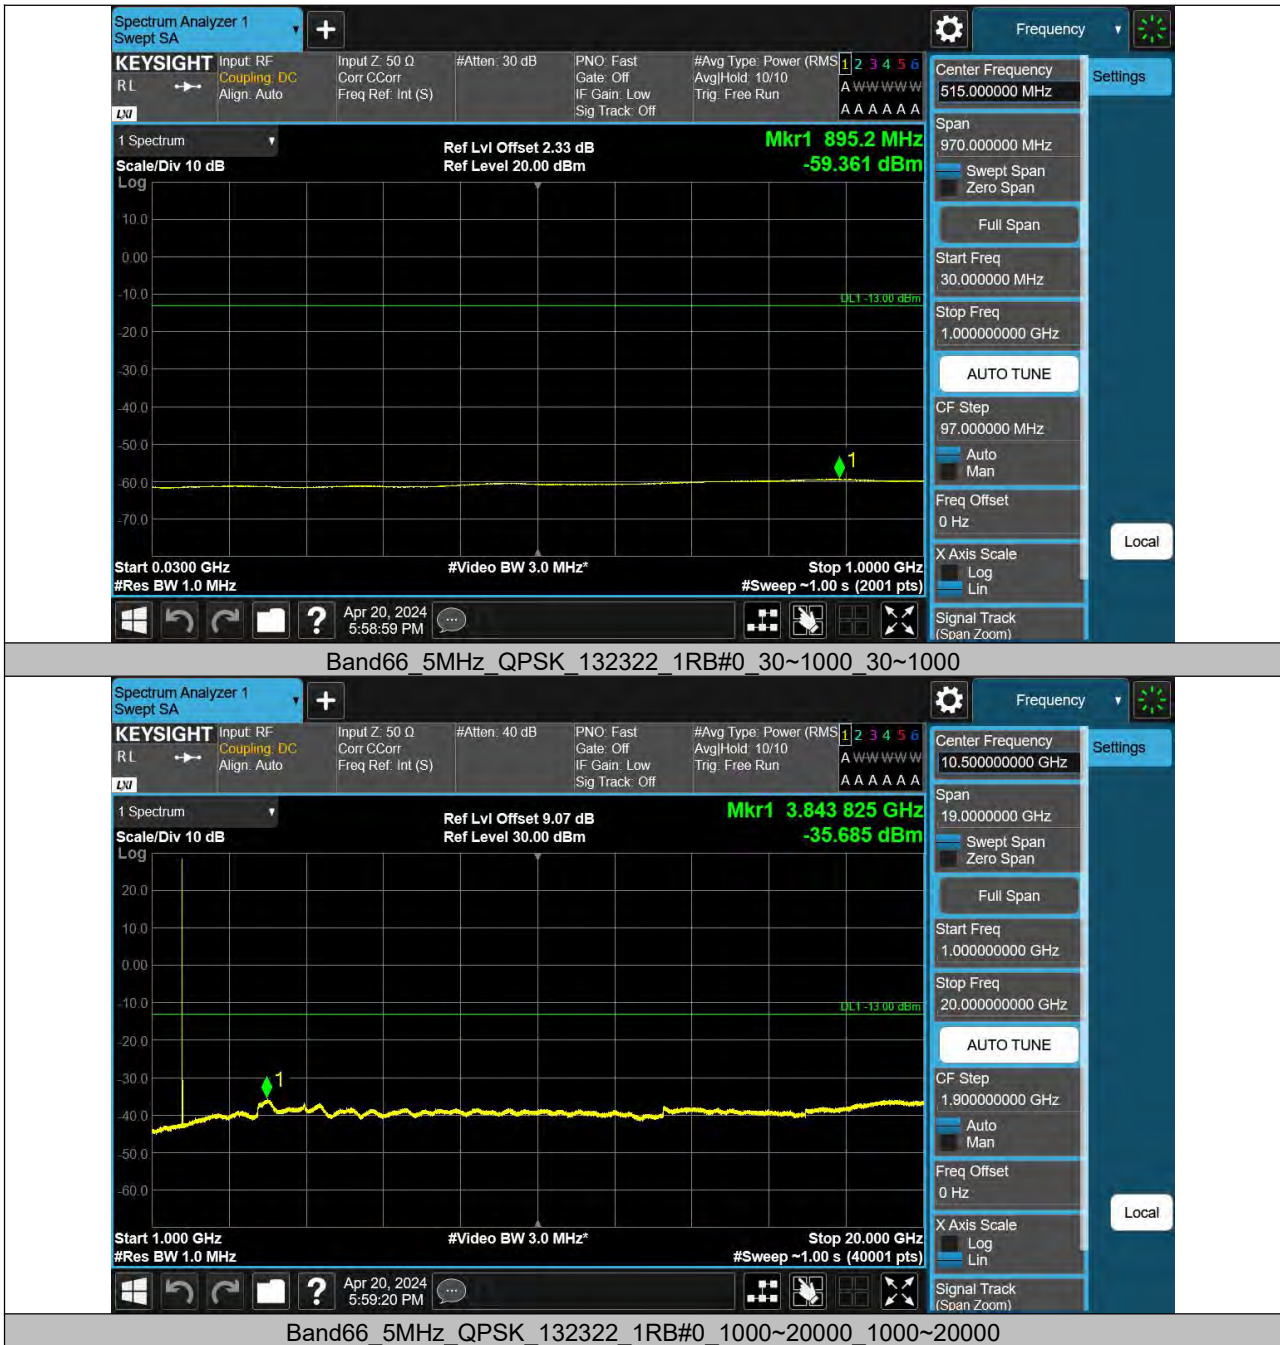 Spectrum Analyzer 1
Swept SA
Frequency
KEYSIGHT
RL
LXI
Input: RF
Coupling: DC
Align: Auto
Input Z: 50 Ω
Corr CCorr
Freq Ref: Int (S)
#Atten: 30 dB
PNO: Fast
Gate: Off
IF Gain: Low
Sig Track: Off
#Avg Type: Power (RMS
Avg|Hold: 10/10
Trig: Free Run
1 2 3 4 5 6
A W W W W W
A A A A A A
1 Spectrum
Scale/Div 10 dB
Log
Ref Lvl Offset 2.33 dB
Ref Level 20.00 dBm
Mkr1 895.2 MHz
-59.361 dBm
10.0
0.00
-10.0
-20.0
-30.0
-40.0
-50.0
-60.0
-70.0
DL1 -13.00 dBm
1
Start 0.0300 GHz
#Res BW 1.0 MHz
#Video BW 3.0 MHz*
Stop 1.0000 GHz
#Sweep ~1.00 s (2001 pts)
Apr 20, 2024
5:58:59 PM
Center Frequency
515.000000 MHz
Span
970.000000 MHz
Swept Span
Zero Span
Full Span
Start Freq
30.000000 MHz
Stop Freq
1.000000000 GHz
AUTO TUNE
CF Step
97.000000 MHz
Auto
Man
Freq Offset
0 Hz
X Axis Scale
Log
Lin
Signal Track
(Span Zoom)
Settings
Local
Band66_5MHz_QPSK_132322_1RB#0_30~1000_30~1000
Spectrum Analyzer 1
Swept SA
Frequency
KEYSIGHT
RL
LXI
Input: RF
Coupling: DC
Align: Auto
Input Z: 50 Ω
Corr CCorr
Freq Ref: Int (S)
#Atten: 40 dB
PNO: Fast
Gate: Off
IF Gain: Low
Sig Track: Off
#Avg Type: Power (RMS
Avg|Hold: 10/10
Trig: Free Run
1 2 3 4 5 6
A W W W W W
A A A A A A
1 Spectrum
Scale/Div 10 dB
Log
Ref Lvl Offset 9.07 dB
Ref Level 30.00 dBm
Mkr1 3.843 825 GHz
-35.685 dBm
20.0
10.0
0.00
-10.0
-20.0
-30.0
-40.0
-50.0
-60.0
DL1 -13.00 dBm
1
Start 1.000 GHz
#Res BW 1.0 MHz
#Video BW 3.0 MHz*
Stop 20.000 GHz
#Sweep ~1.00 s (40001 pts)
Apr 20, 2024
5:59:20 PM
Center Frequency
10.500000000 GHz
Span
19.0000000 GHz
Swept Span
Zero Span
Full Span
Start Freq
1.000000000 GHz
Stop Freq
20.000000000 GHz
AUTO TUNE
CF Step
1.900000000 GHz
Auto
Man
Freq Offset
0 Hz
X Axis Scale
Log
Lin
Signal Track
(Span Zoom)
Settings
Local
Band66_5MHz_QPSK_132322_1RB#0_1000~20000_1000~20000